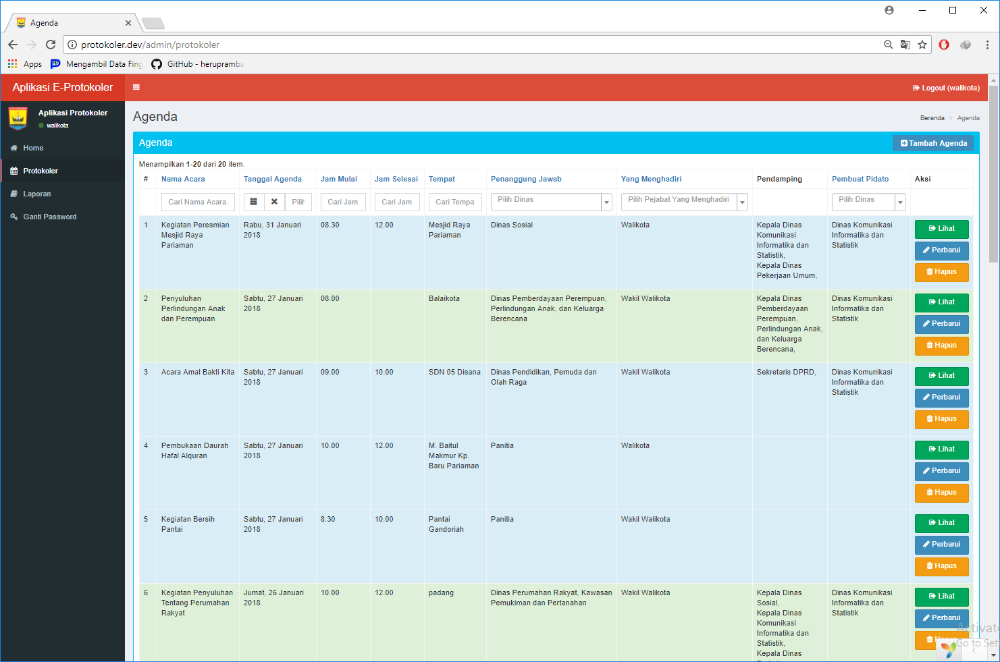 Agenda
protokoler.dev/admin/protokoler
Apps
Mengambil Data Fing
GitHub - herupramba
Aplikasi E-Protokoler
Logout (walikota)
Aplikasi Protokoler
walikota
Home
Protokoler
Laporan
Ganti Password
Agenda
Beranda > Agenda
Agenda
Tambah Agenda
Menampilkan 1-20 dari 20 item.
# Nama Acara Tanggal Agenda Jam Mulai Jam Selesai Tempat Penanggung Jawab Yang Menghadiri Pendamping Pembuat Pidato Aksi
Cari Nama Acara. Pilih Cari Jam Cari Jam Cari Tempa Pilih Dinas Pilih Pejabat Yang Menghadiri Pilih Dinas
1
Kegiatan Peresmian
Mesjid Raya
Pariaman
Rabu, 31 Januari
2018
08.30
12.00
Mesjid Raya
Pariaman
Dinas Sosial
Walikota
Kepala Dinas
Komunikasi
Informatika dan
Statistik,
Kepala Dinas
Pekerjaan Umum,
Dinas Komunikasi
Informatika dan
Statistik
Lihat
Perbarui
Hapus
2
Penyuluhan
Perlindungan Anak
dan Perempuan
Sabtu, 27 Januari
2018
08.00
Balaikota
Dinas Pemberdayaan Perempuan,
Perlindungan Anak, dan Keluarga
Berencana
Wakil Walikota
Kepala Dinas
Pemberdayaan
Perempuan,
Perlindungan Anak,
dan Keluarga
Berencana,
Dinas Komunikasi
Informatika dan
Statistik
Lihat
Perbarui
Hapus
3
Acara Amal Bakti Kita
Sabtu, 27 Januari
2018
09.00
10.00
SDN 05 Disana
Dinas Pendidikan, Pemuda dan
Olah Raga
Wakil Walikota
Sekretaris DPRD,
Dinas Komunikasi
Informatika dan
Statistik
Lihat
Perbarui
Hapus
4
Pembukaan Daurah
Hafal Alquran
Sabtu, 27 Januari
2018
10.00
12.00
M. Baitul
Makmur Kp.
Baru Pariaman
Panitia
Walikota
Lihat
Perbarui
Hapus
5
Kegiatan Bersih
Pantai
Sabtu, 27 Januari
2018
8.30
10.00
Pantai
Gandoriah
Panitia
Wakil Walikota
Lihat
Perbarui
Hapus
6
Kegiatan Penyuluhan
Tentang Perumahan
Rakyat
Jumat, 26 Januari
2018
10.00
12.00
padang
Dinas Perumahan Rakyat, Kawasan
Pemukiman dan Pertanahan
Wakil Walikota
Kepala Dinas
Sosial,
Kepala Dinas
Komunikasi
Informatika dan
Statistik,
Kepala Dinas
Dinas Komunikasi
Informatika dan
Statistik
Lihat
Perbarui
Activat
Go to Set